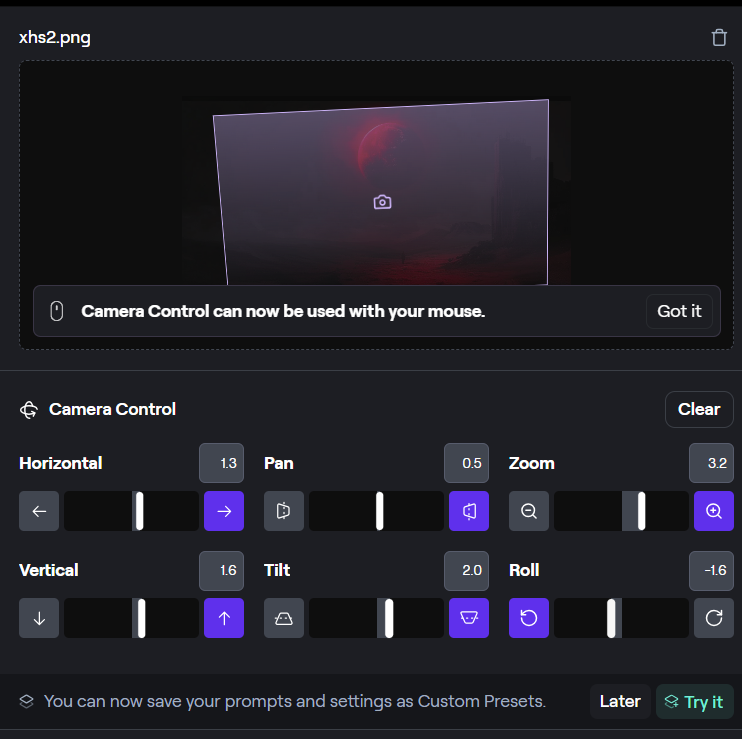 xhs2.png
Camera Control can now be used with your mouse.
Got it
Camera Control
Clear
Horizontal
1.3
Pan
0.5
Zoom
3.2
Vertical
1.6
Tilt
2.0
Roll
-1.6
You can now save your prompts and settings as Custom Presets.
Later
Try it